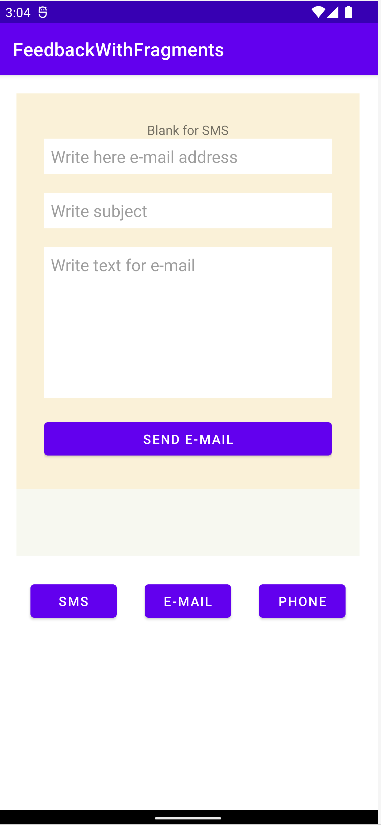 3:04
FeedbackWithFragments
Blank for SMS
Write here e-mail address
Write subject
Write text for e-mail
SEND E-MAIL
SMS E-MAIL PHONE